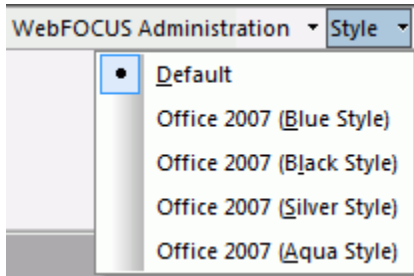 WebFOCUS Administration Style
Default
Office 2007 (Blue Style)
Office 2007 (Black Style)
Office 2007 (Silver Style)
Office 2007 (Aqua Style)